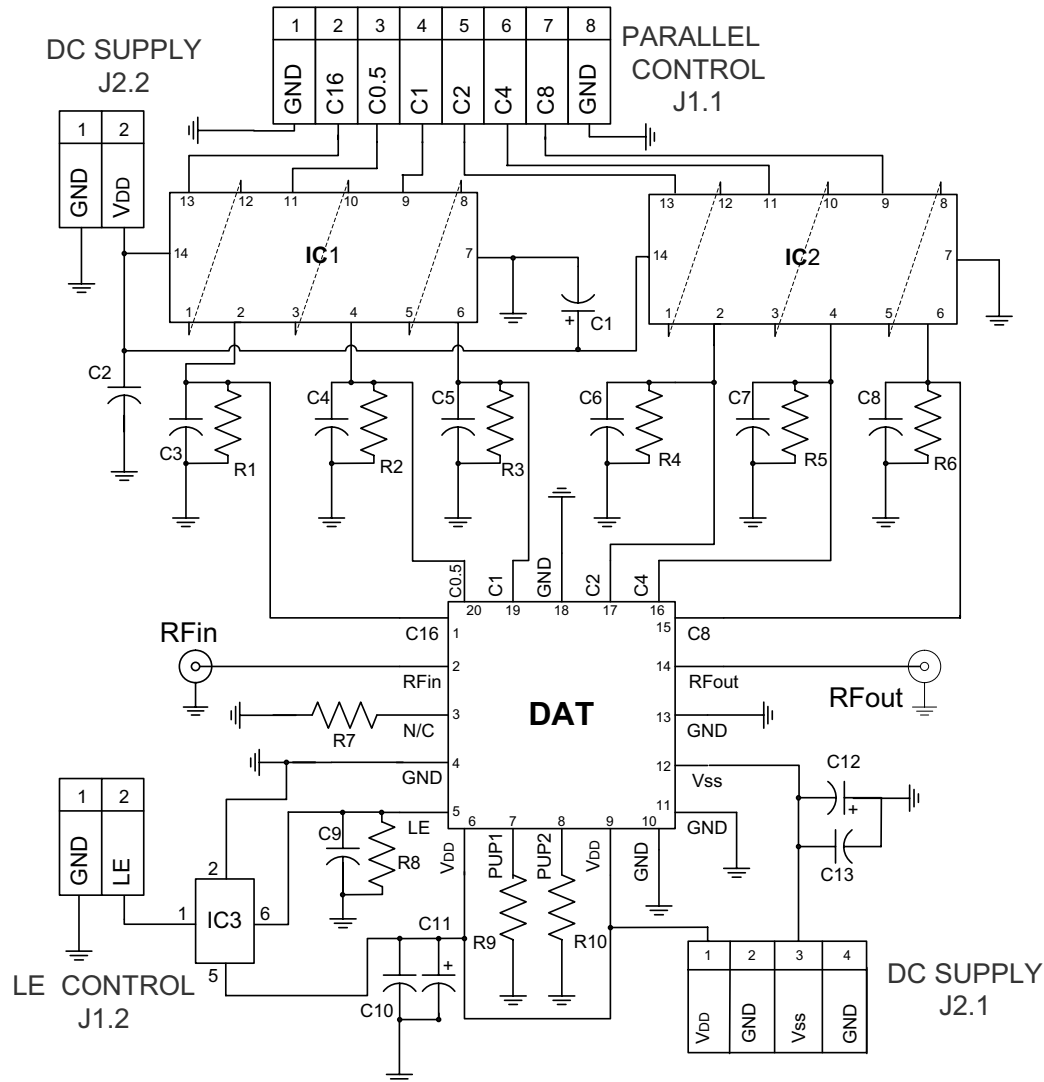 1 2 3 4 5 6 7 8
GND C16 C0.5 C1 C2 C4 C8 GND
PARALLEL
CONTROL
J1.1
DC SUPPLY
J2.2
1 2
GND VDD
13 12 11 10 9 8
14 IC1 7
1 2 3 4 5 6
13 12 11 10 9 8
14 IC2 7
1 2 3 4 5 6
C1
C2
C3 R1
C4 R2
C5 R3
C6 R4
C7 R5
C8 R6
C0.5 C1 GND C2 C4
20 19 18 17 16
C16 1
15 C8
RFin
2
RFin
14
RFout
RFout
DAT
R7
3
N/C
13
GND
4
GND
12
Vss
5
LE
11
GND
6 7 8 9 10
VDD PUP1 PUP2 VDD GND
C12
+
C13
1 2
GND LE
LE CONTROL
J1.2
2
1 IC3 6
5
C9 R8
C11
+
C10
R9 R10
1 2 3 4
VDD GND Vss GND
DC SUPPLY
J2.1
+